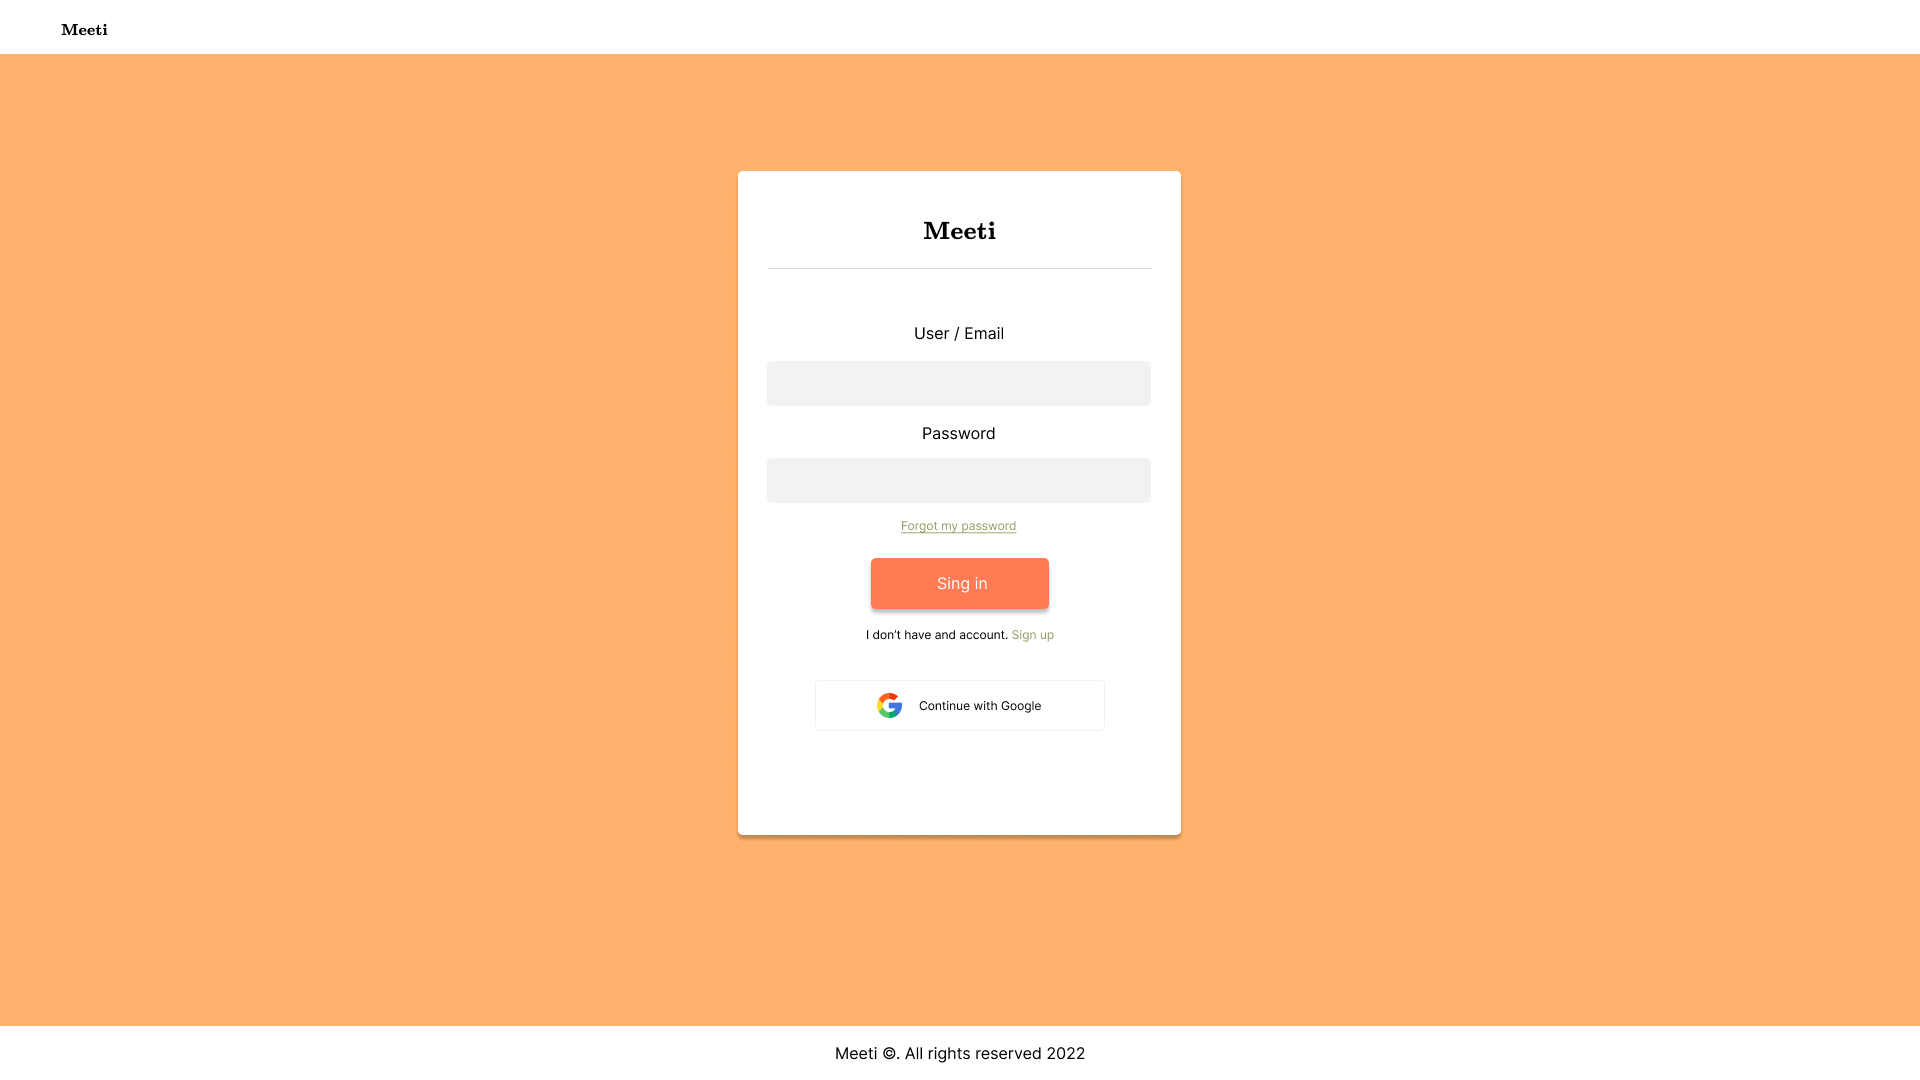 Meeti
Meeti
User / Email
Password
Forgot my password
Sing in
I don’t have and account. Sign up
Continue with Google
Meeti ©. All rights reserved 2022